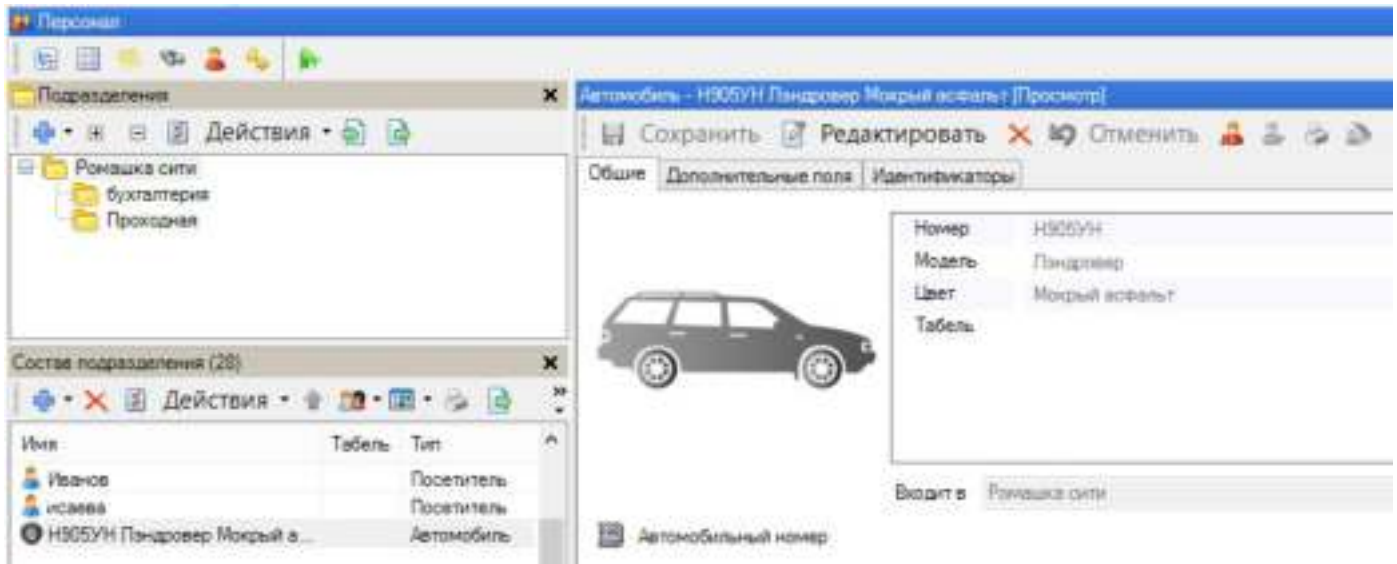 Персонал
Подразделения
Действия
Ромашка сити
бухгалтерия
Проходная
Состав подразделения (28)
Действия
Имя Табель Тип
Иванов Посетитель
исаева Посетитель
Н905УН Лэндровер Мокрый а... Автомобиль
Автомобиль - Н905УН Лэндровер Мокрый асфальт [Просмотр]
Сохранить Редактировать Отменить
Общие Дополнительные поля Идентификаторы
Номер Н905УН
Модель Лэндровер
Цвет Мокрый асфальт
Табель
Входит в Ромашка сити
Автомобильный номер